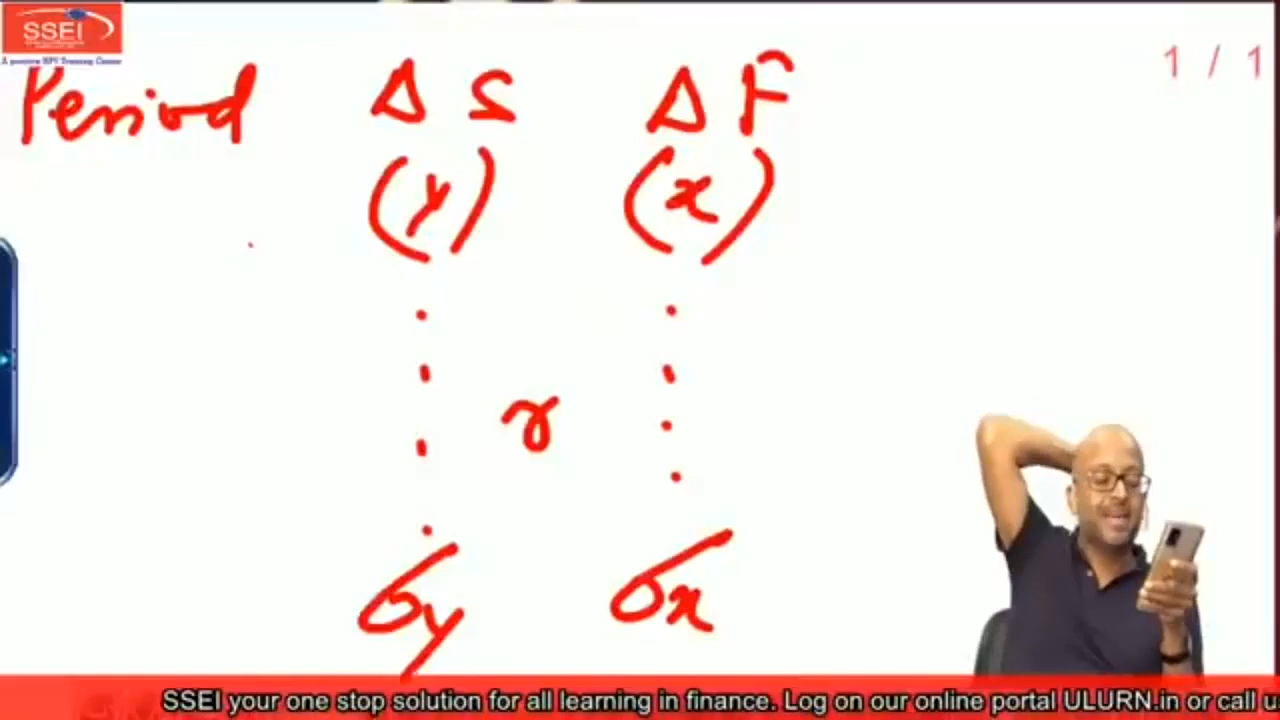 SSEI
1 / 1
Period Δ S Δ F
(y) (x)
r
σy σx
SSEI your one stop solution for all learning in finance. Log on our online portal ULURN.in or call u